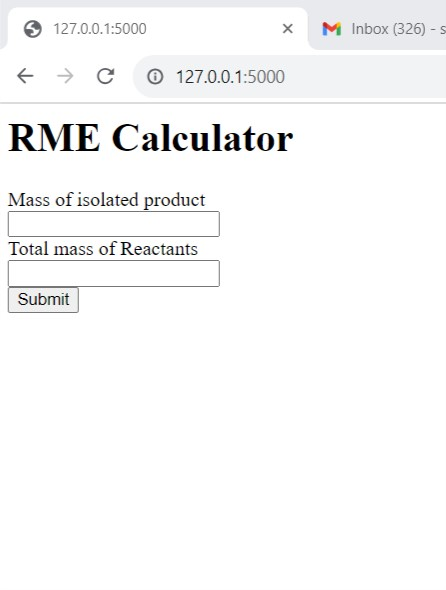 127.0.0.1:5000
Inbox (326) - s
127.0.0.1:5000
RME Calculator
Mass of isolated product
Total mass of Reactants
Submit